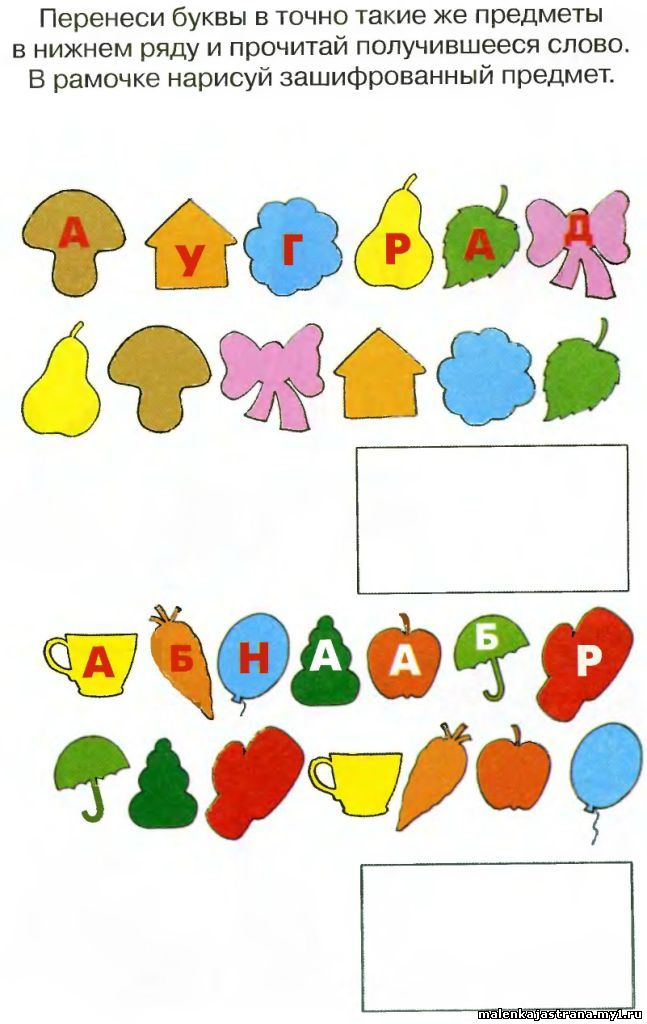 Перенеси буквы в точно такие же предметы
в нижнем ряду и прочитай получившееся слово.
В рамочке нарисуй зашифрованный предмет.
А У Г Р А Д
А Б Н А А Б Р
malenkajastrana.my1.ru